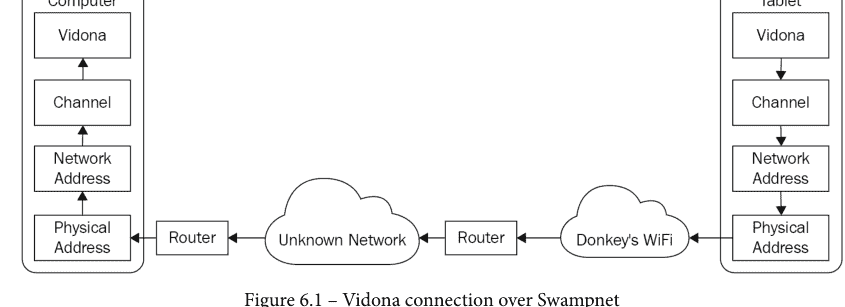 Computer
Tablet
Vidona
Vidona
Channel
Channel
Network
Address
Network
Address
Physical
Address
Router
Unknown Network
Router
Donkey's WiFi
Physical
Address
Figure 6.1 – Vidona connection over Swampnet